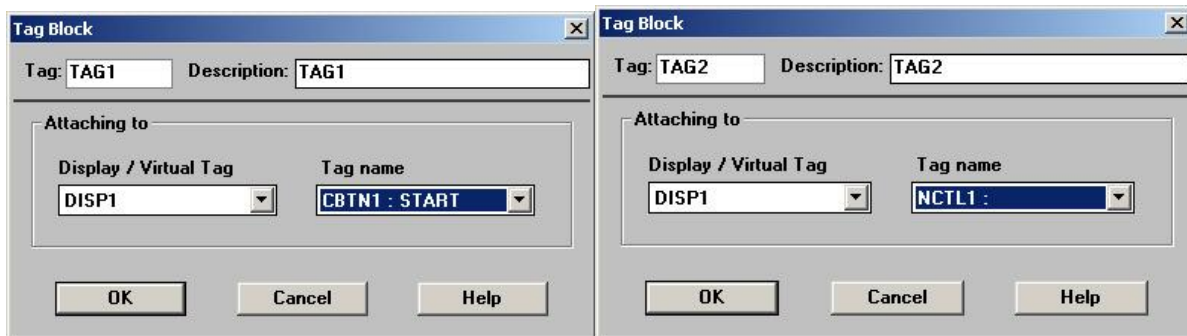 Tag Block
Tag: TAG1 Description: TAG1
Attaching to
Display / Virtual Tag Tag name
DISP1 CBTN1 : START
OK Cancel Help
Tag Block
Tag: TAG2 Description: TAG2
Attaching to
Display / Virtual Tag Tag name
DISP1 NCTL1 :
OK Cancel Help